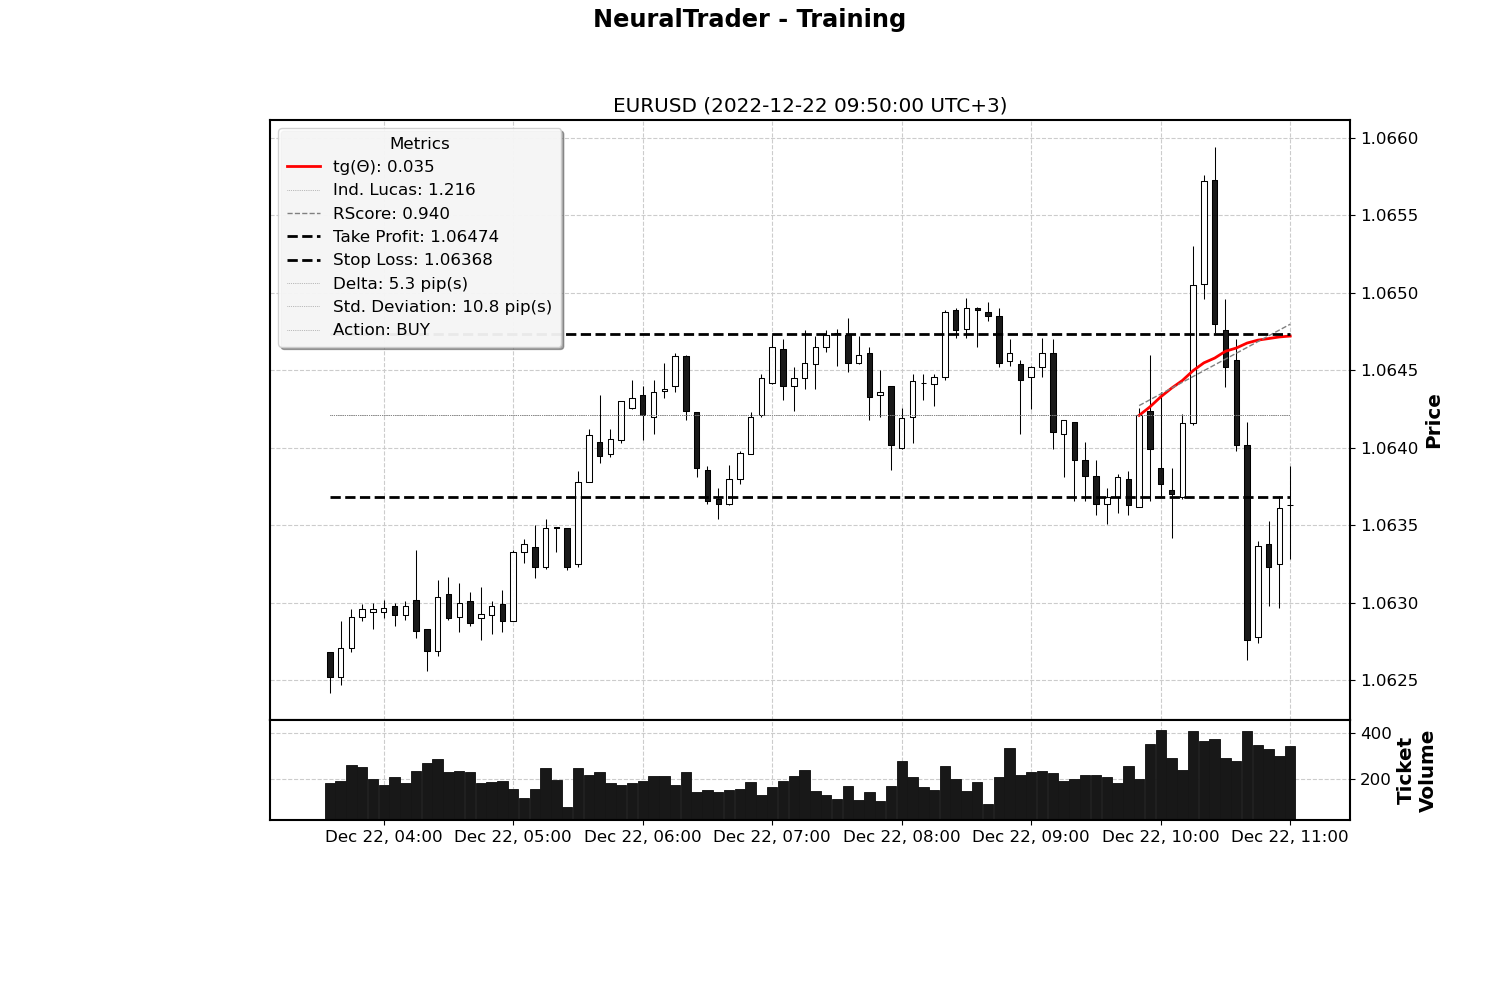 NeuralTrader - Training
EURUSD (2022-12-22 09:50:00 UTC+3)
Metrics
tg(Θ): 0.035
Ind. Lucas: 1.216
RScore: 0.940
Take Profit: 1.06474
Stop Loss: 1.06368
Delta: 5.3 pip(s)
Std. Deviation: 10.8 pip(s)
Action: BUY
1.0660
1.0655
1.0650
1.0645
1.0640
1.0635
1.0630
1.0625
Price
400
200
Ticket
Volume
Dec 22, 04:00 Dec 22, 05:00 Dec 22, 06:00 Dec 22, 07:00 Dec 22, 08:00 Dec 22, 09:00 Dec 22, 10:00 Dec 22, 11:00